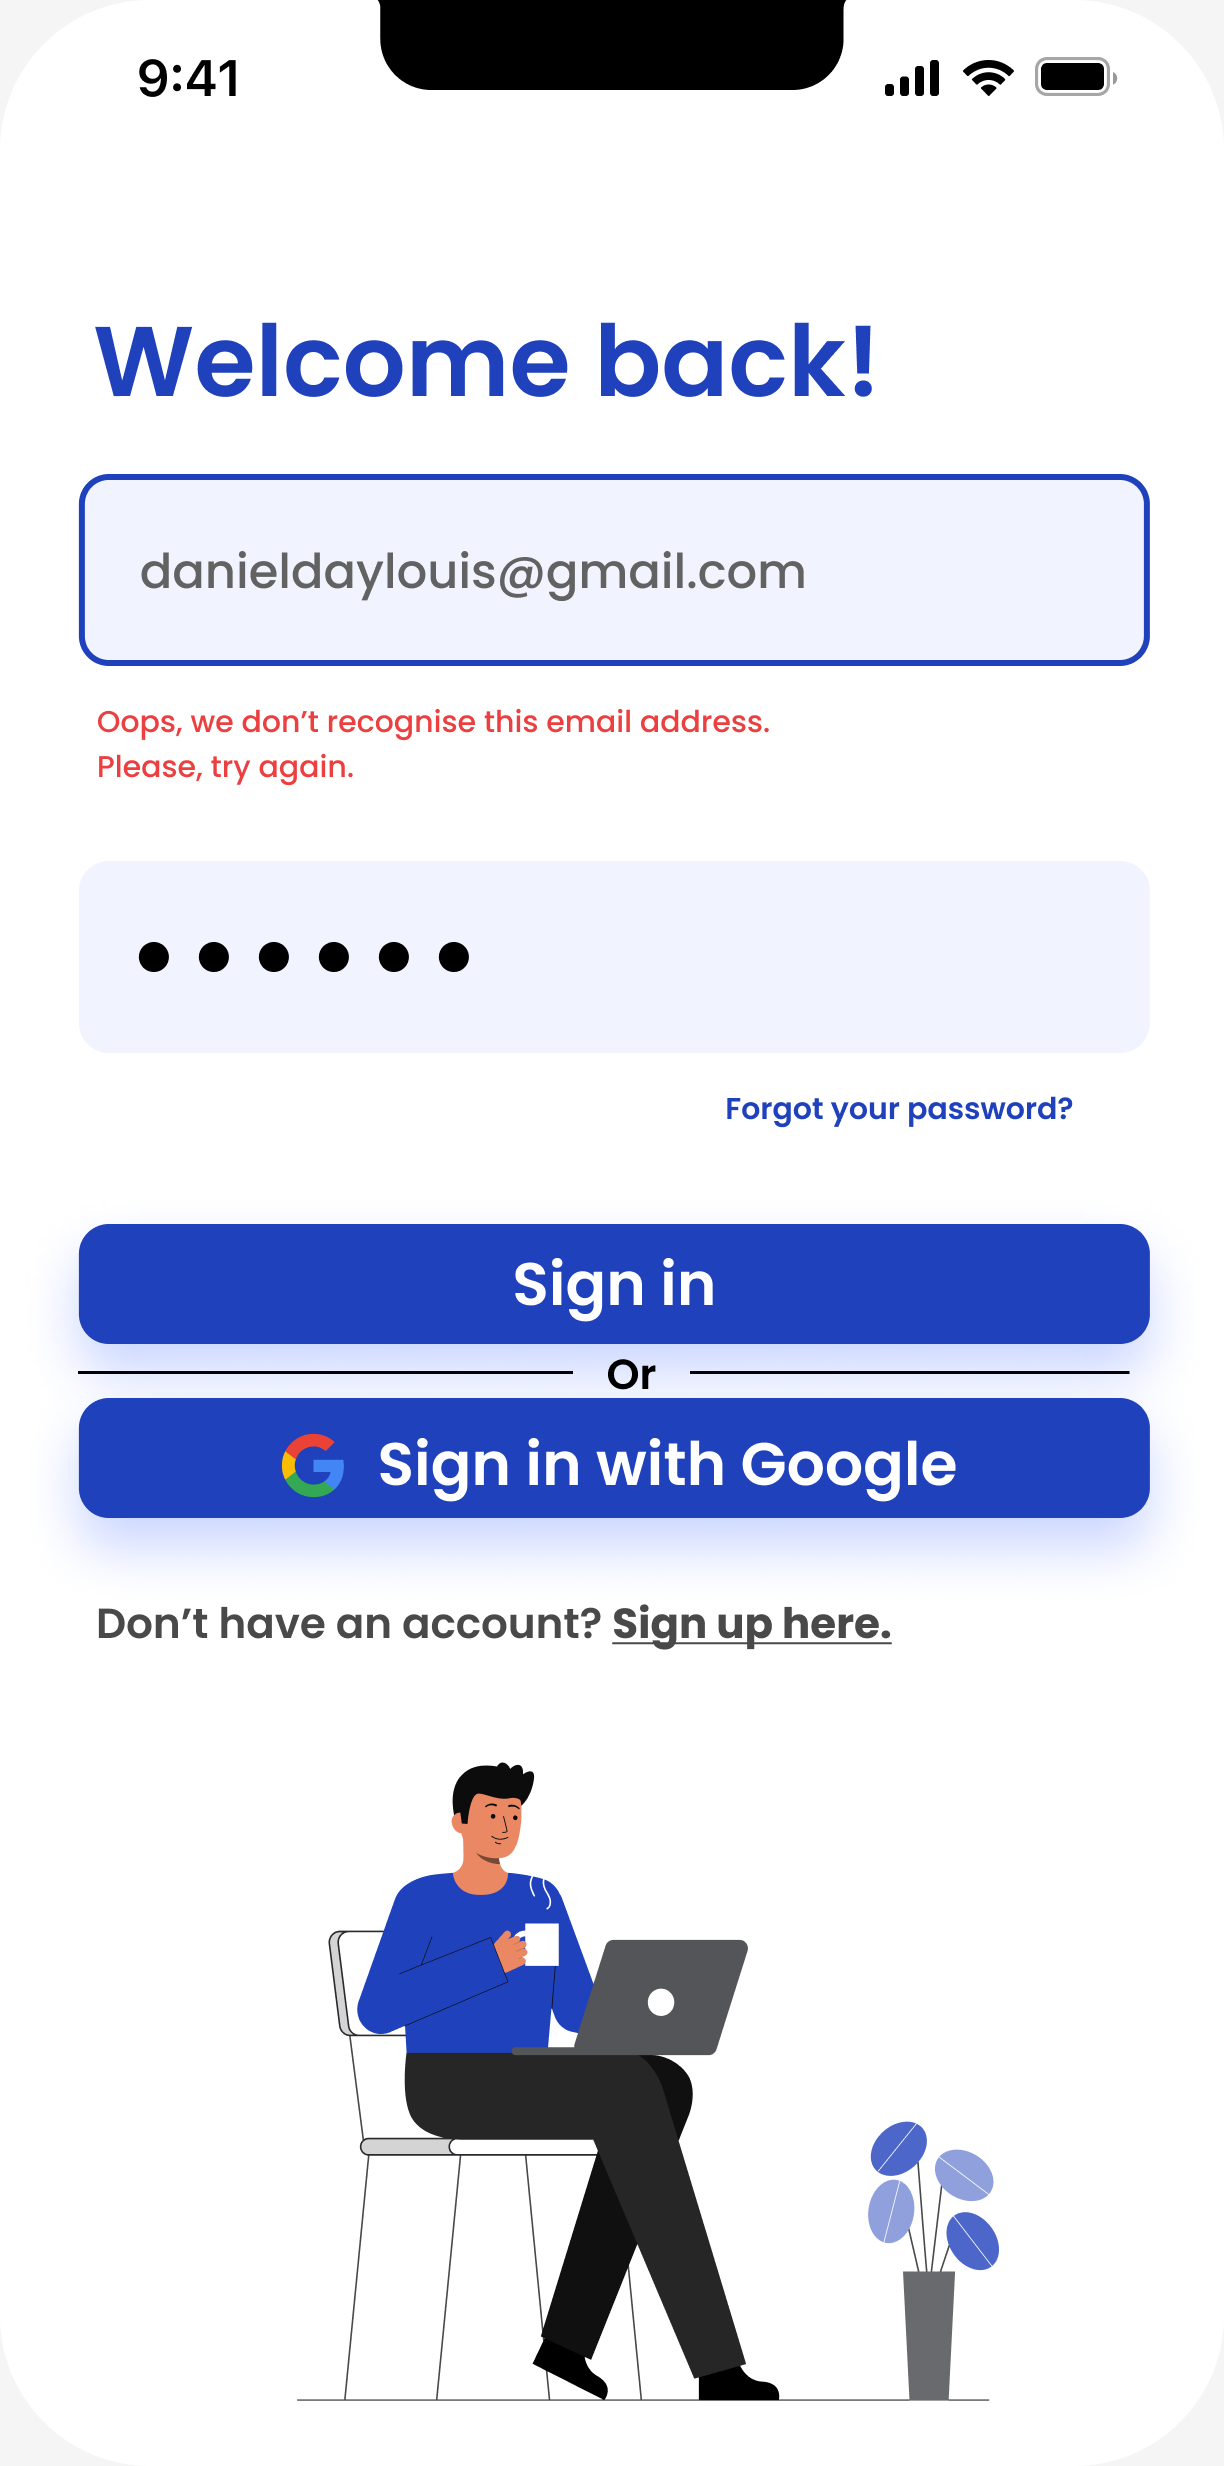 9:41
Welcome back!
danieldaylouis@gmail.com
Oops, we don’t recognise this email address.
Please, try again.
Forgot your password?
Sign in
Or
Sign in with Google
Don’t have an account? Sign up here.